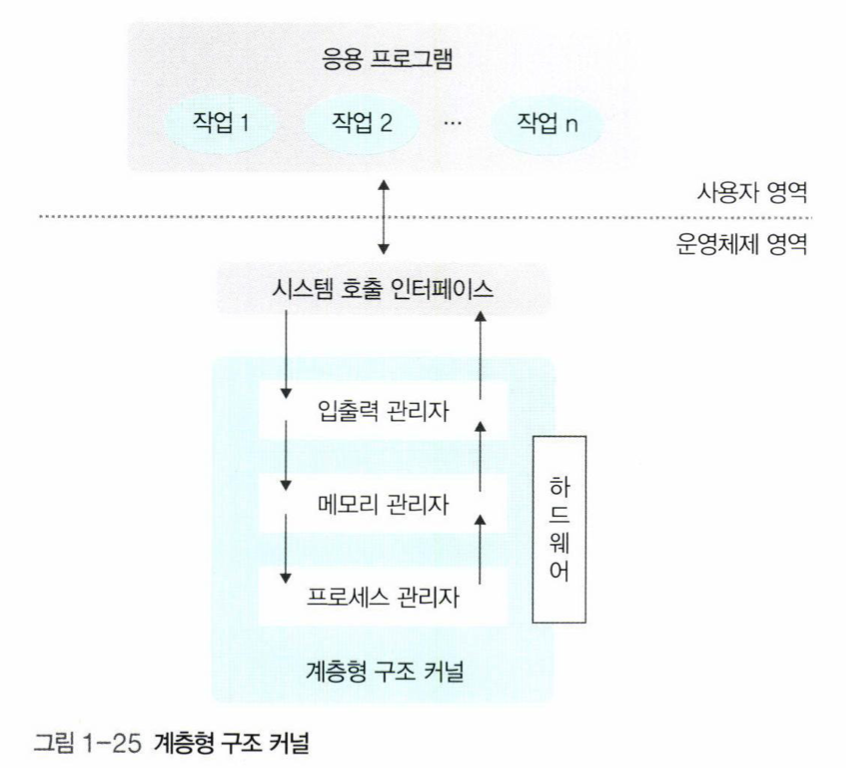 응용 프로그램
작업 1 작업 2 ··· 작업 n
사용자 영역
운영체제 영역
시스템 호출 인터페이스
입출력 관리자
메모리 관리자
프로세스 관리자
하드웨어
계층형 구조 커널
그림 1-25 계층형 구조 커널